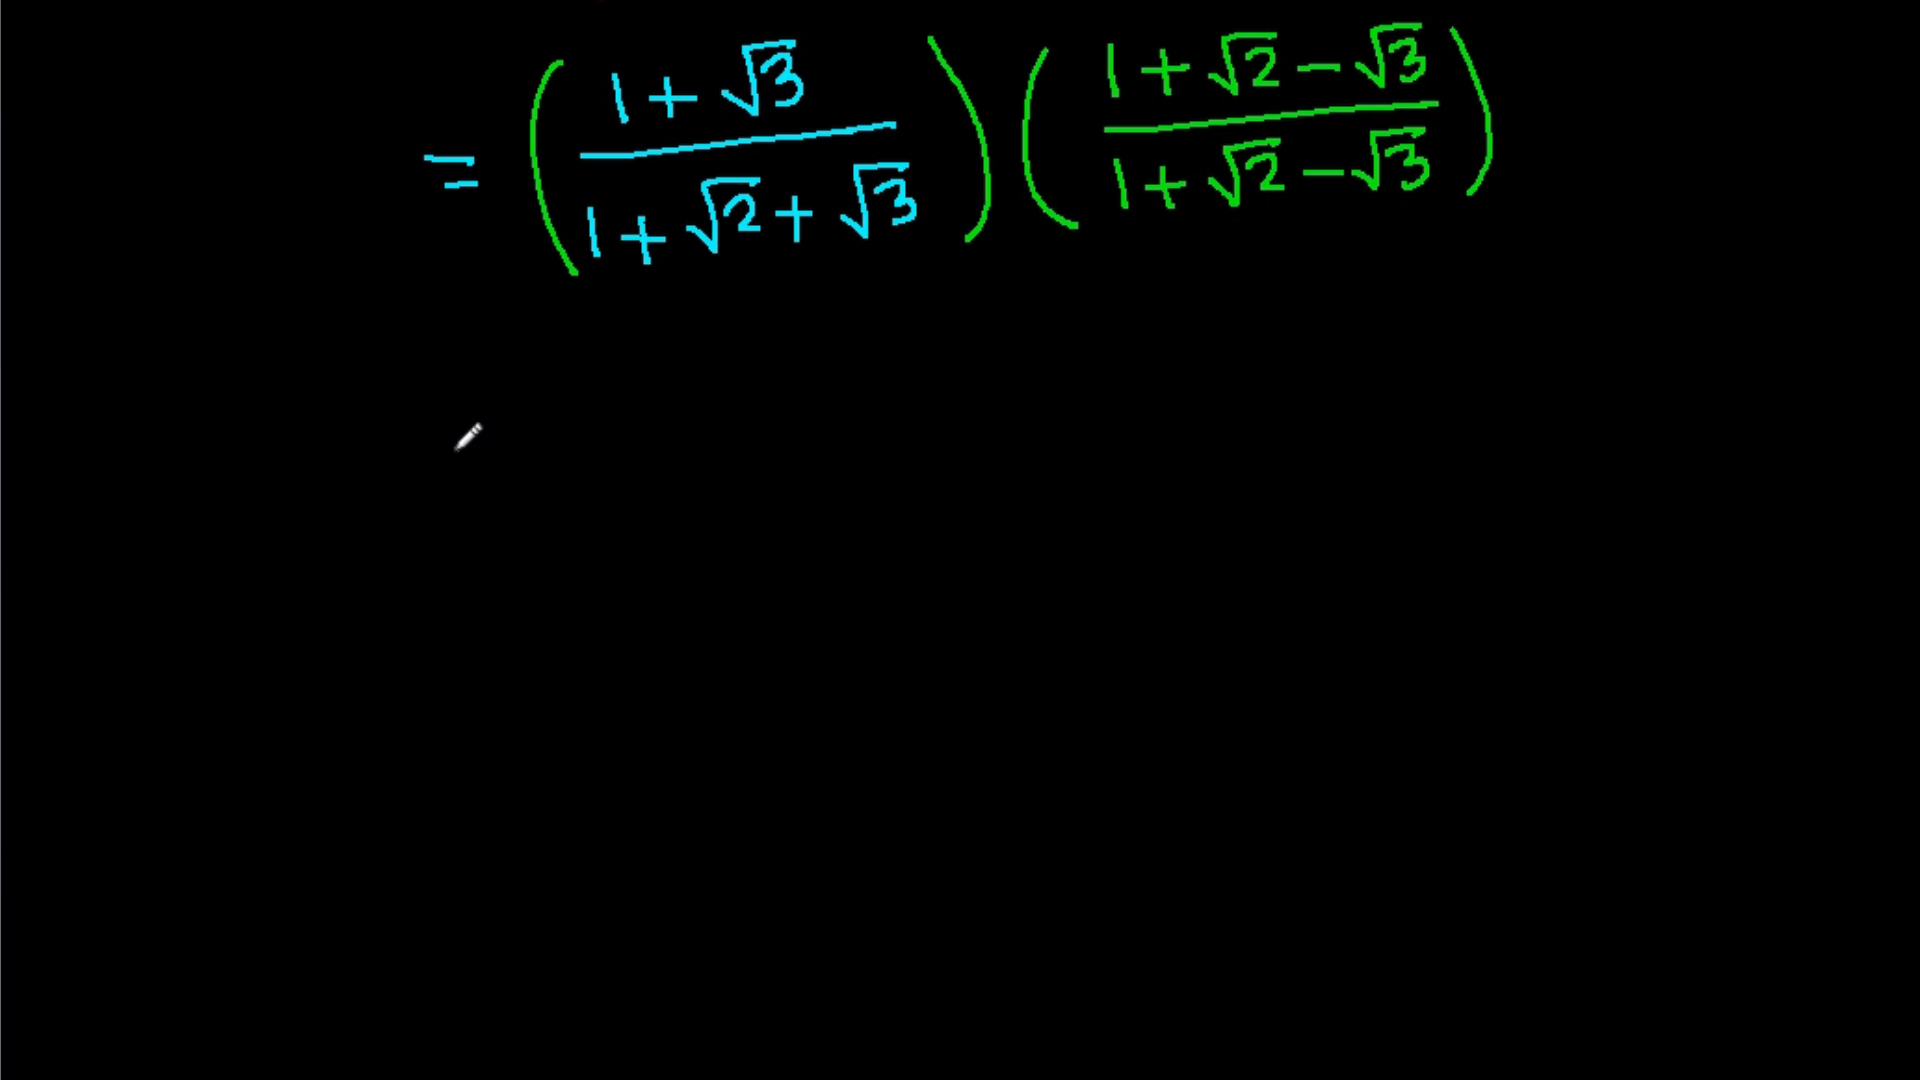 = ( (1 + √3) / (1 + √2 + √3) ) ( (1 + √2 − √3) / (1 + √2 − √3) )